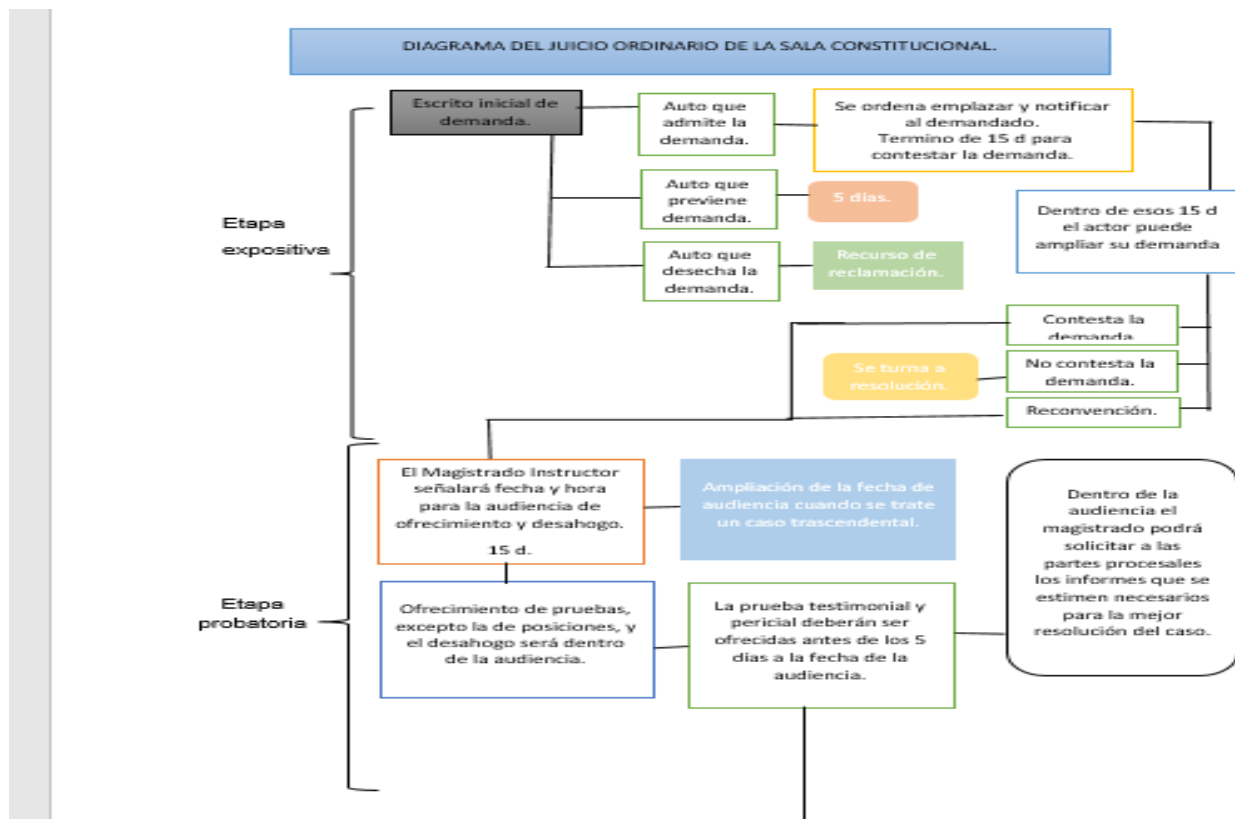 DIAGRAMA DEL JUICIO ORDINARIO DE LA SALA CONSTITUCIONAL.
Escrito inicial de
demanda.
Auto que
admite la
demanda.
Se ordena emplazar y notificar
al demandado.
Termino de 15 d para
contestar la demanda.
Auto que
previene
demanda.
5 días.
Dentro de esos 15 d
el actor puede
ampliar su demanda
Etapa
expositiva
Auto que
desecha la
demanda.
Recurso de
reclamación.
Contesta la
demanda
Se turna a
resolución.
No contesta la
demanda.
Reconvención.
Etapa
probatoria
El Magistrado Instructor
señalará fecha y hora
para la audiencia de
ofrecimiento y desahogo.
15 d.
Ampliación de la fecha de
audiencia cuando se trate
un caso trascendental.
Dentro de la
audiencia el
magistrado podrá
solicitar a las
partes procesales
los informes que se
estimen necesarios
para la mejor
resolución del caso.
Ofrecimiento de pruebas,
excepto la de posiciones, y
el desahogo será dentro
de la audiencia.
La prueba testimonial y
pericial deberán ser
ofrecidas antes de los 5
días a la fecha de la
audiencia.